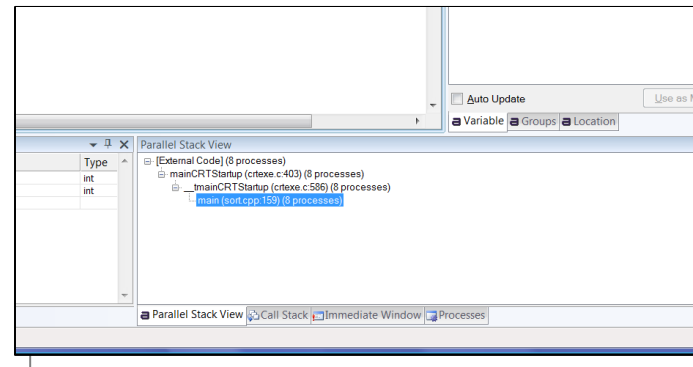 Auto Update
Use as
Variable Groups Location
Parallel Stack View
Type
int
int
[External Code] (8 processes)
mainCRTStartup (crtexe.c:403) (8 processes)
__tmainCRTStartup (crtexe.c:586) (8 processes)
main (sort.cpp:159) (8 processes)
Parallel Stack View Call Stack Immediate Window Processes